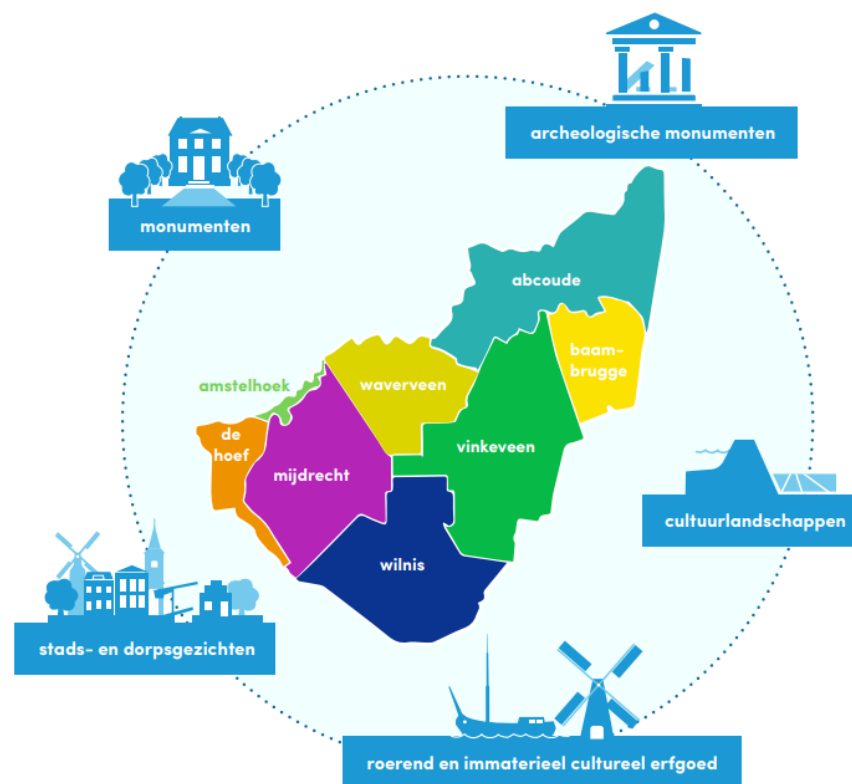 archeologische monumenten
monumenten
abcoude
baam-
brugge
amstelhoek
waverveen
de
hoef
mijdrecht
vinkeveen
cultuurlandschappen
wilnis
stads- en dorpsgezichten
roerend en immaterieel cultureel erfgoed